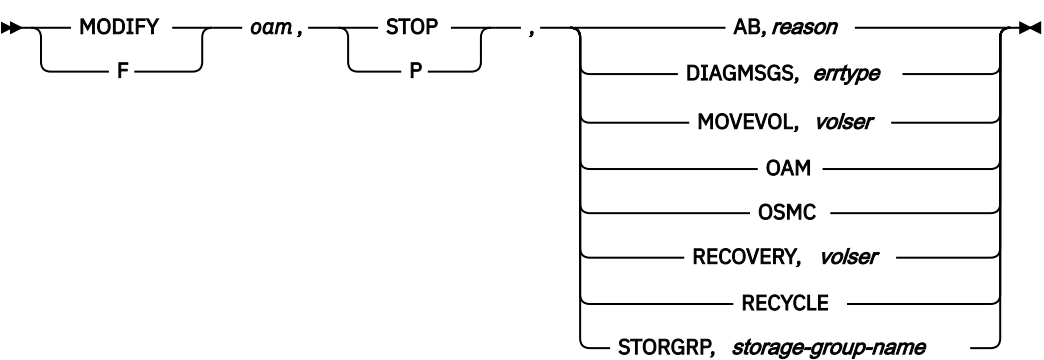 MODIFY oam , STOP , AB, reason
F P
DIAGMSGS, errtype
MOVEVOL, volser
OAM
OSMC
RECOVERY, volser
RECYCLE
STORGRP, storage-group-name